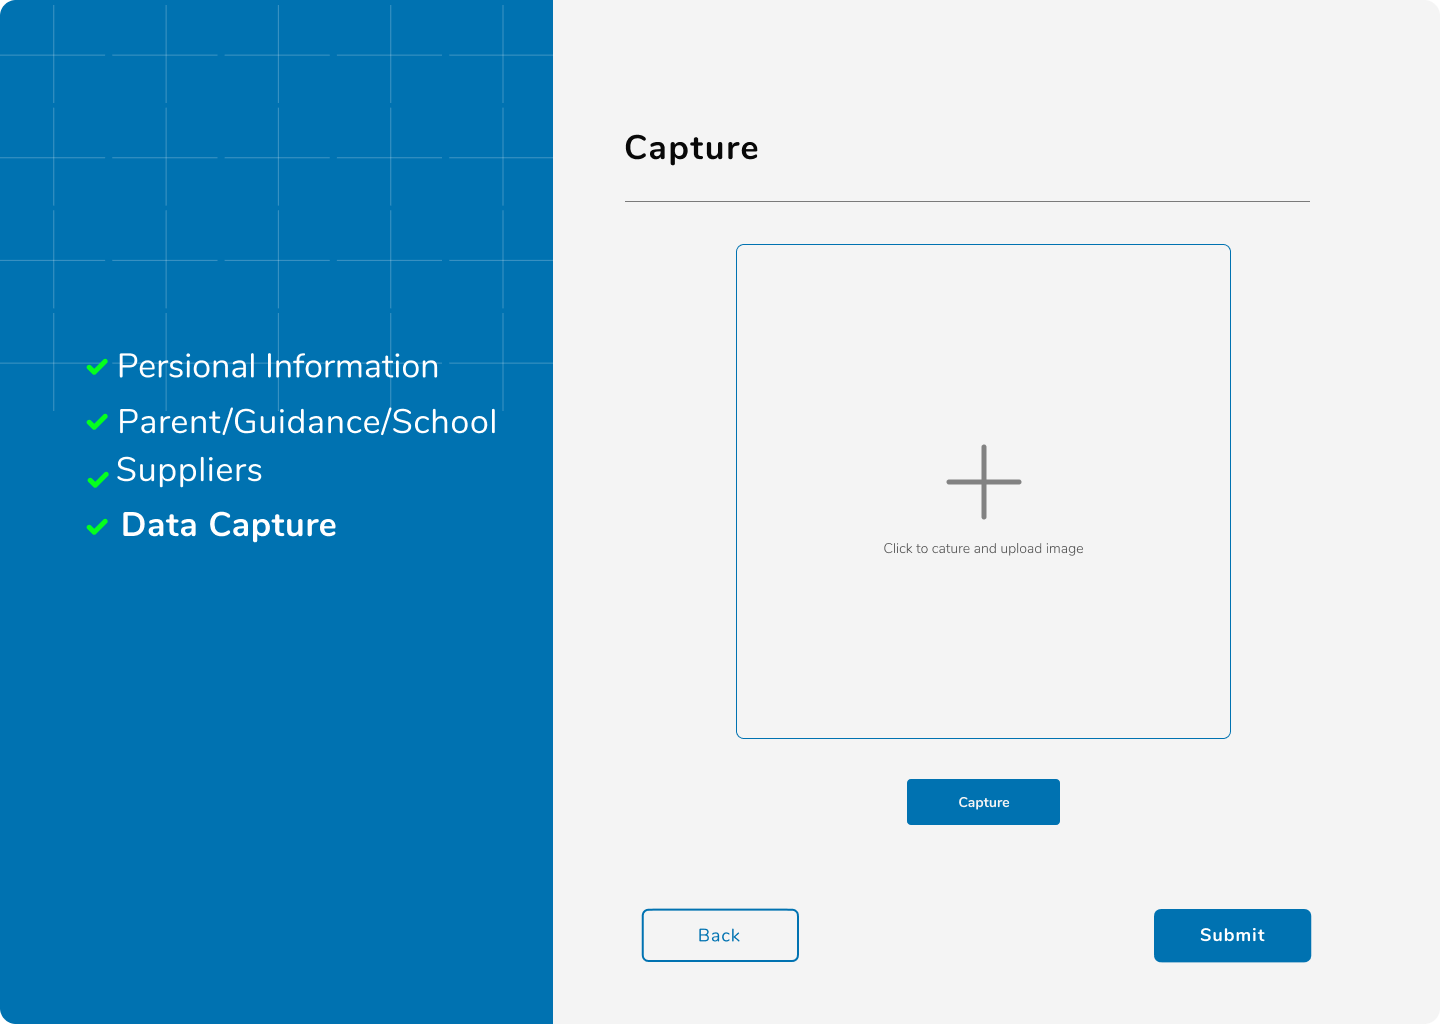 Persional Information
Parent/Guidance/School
Suppliers
Data Capture
Capture
Click to cature and upload image
Capture
Back
Submit